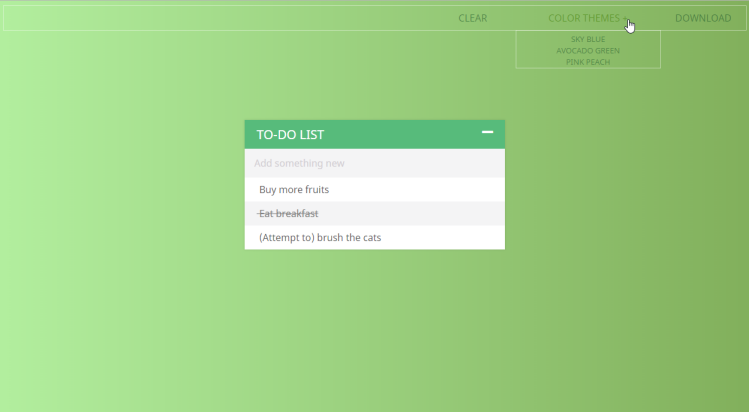 CLEAR COLOR THEMES DOWNLOAD
SKY BLUE
AVOCADO GREEN
PINK PEACH
TO-DO LIST
Add something new
Buy more fruits
Eat breakfast
(Attempt to) brush the cats